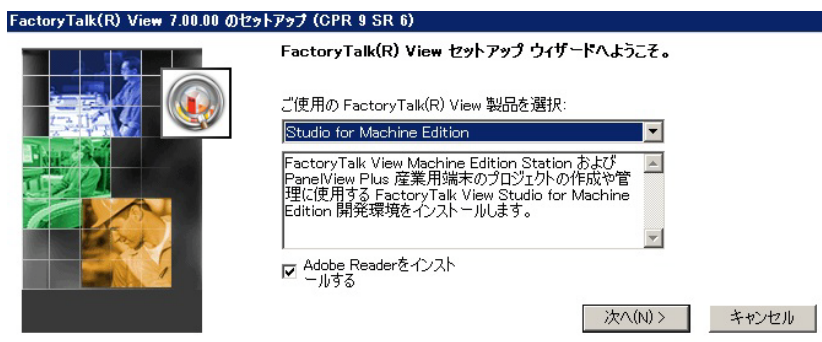 FactoryTalk(R) View 7.00.00 のセットアップ (CPR 9 SR 6)
FactoryTalk(R) View セットアップ ウィザードへようこそ。
ご使用の FactoryTalk(R) View 製品を選択:
Studio for Machine Edition
FactoryTalk View Machine Edition Station および
PanelView Plus 産業用端末のプロジェクトの作成や管
理に使用する FactoryTalk View Studio for Machine
Edition 開発環境をインストールします。
Adobe Readerをインスト
ールする
次へ(N) >
キャンセル